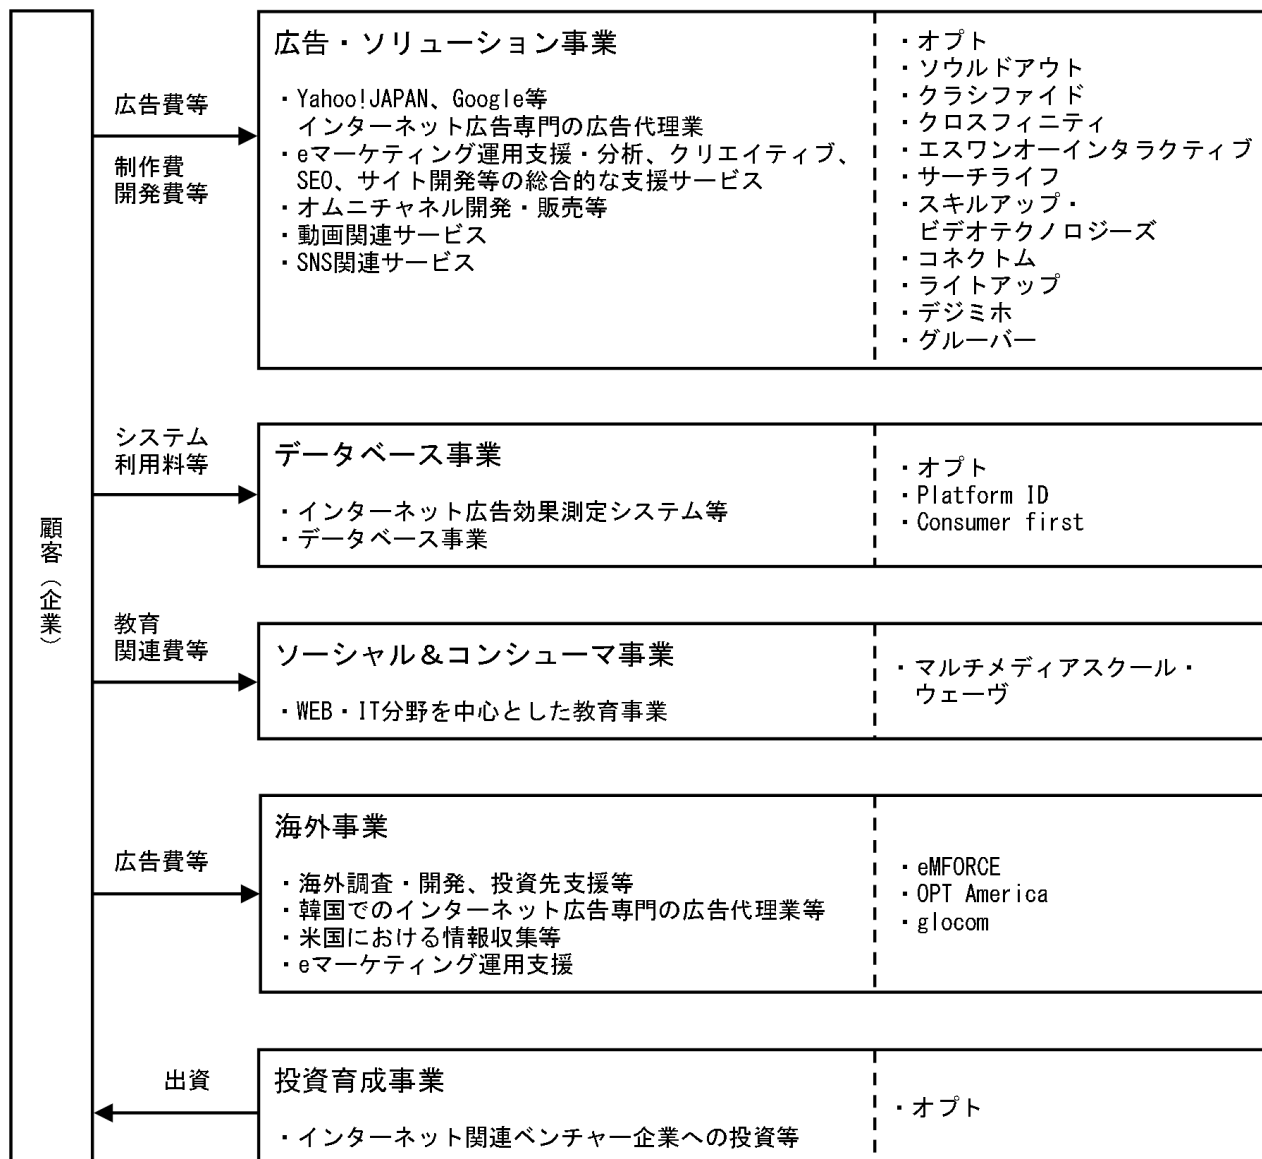 顧客（企業）
広告費等
制作費
開発費等
広告・ソリューション事業
・Yahoo!JAPAN、Google等
インターネット広告専門の広告代理業
・eマーケティング運用支援・分析、クリエイティブ、
SEO、サイト開発等の総合的な支援サービス
・オムニチャネル開発・販売等
・動画関連サービス
・SNS関連サービス
・オプト
・ソウルドアウト
・クラシファイド
・クロスフィニティ
・エスワンオーインタラクティブ
・サーチライフ
・スキルアップ・
ビデオテクノロジーズ
・コネクトム
・ライトアップ
・デジミホ
・グルーバー
システム
利用料等
データベース事業
・インターネット広告効果測定システム等
・データベース事業
・オプト
・Platform ID
・Consumer first
教育
関連費等
ソーシャル＆コンシューマ事業
・WEB・IT分野を中心とした教育事業
・マルチメディアスクール・
ウェーヴ
広告費等
海外事業
・海外調査・開発、投資先支援等
・韓国でのインターネット広告専門の広告代理業等
・米国における情報収集等
・eマーケティング運用支援
・eMFORCE
・OPT America
・glocom
出資
投資育成事業
・インターネット関連ベンチャー企業への投資等
・オプト